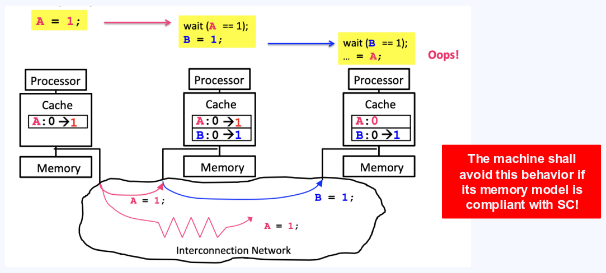 A = 1;
wait (A == 1);
B = 1;
wait (B == 1);
... = A;
Oops!
Processor
Processor
Processor
Cache
A:0→1
Cache
A:0→1
B:0→1
Cache
A:0
B:0→1
Memory
Memory
Memory
The machine shall
avoid this behavior if
its memory model is
compliant with SC!
A = 1;
B = 1;
A = 1;
Interconnection Network